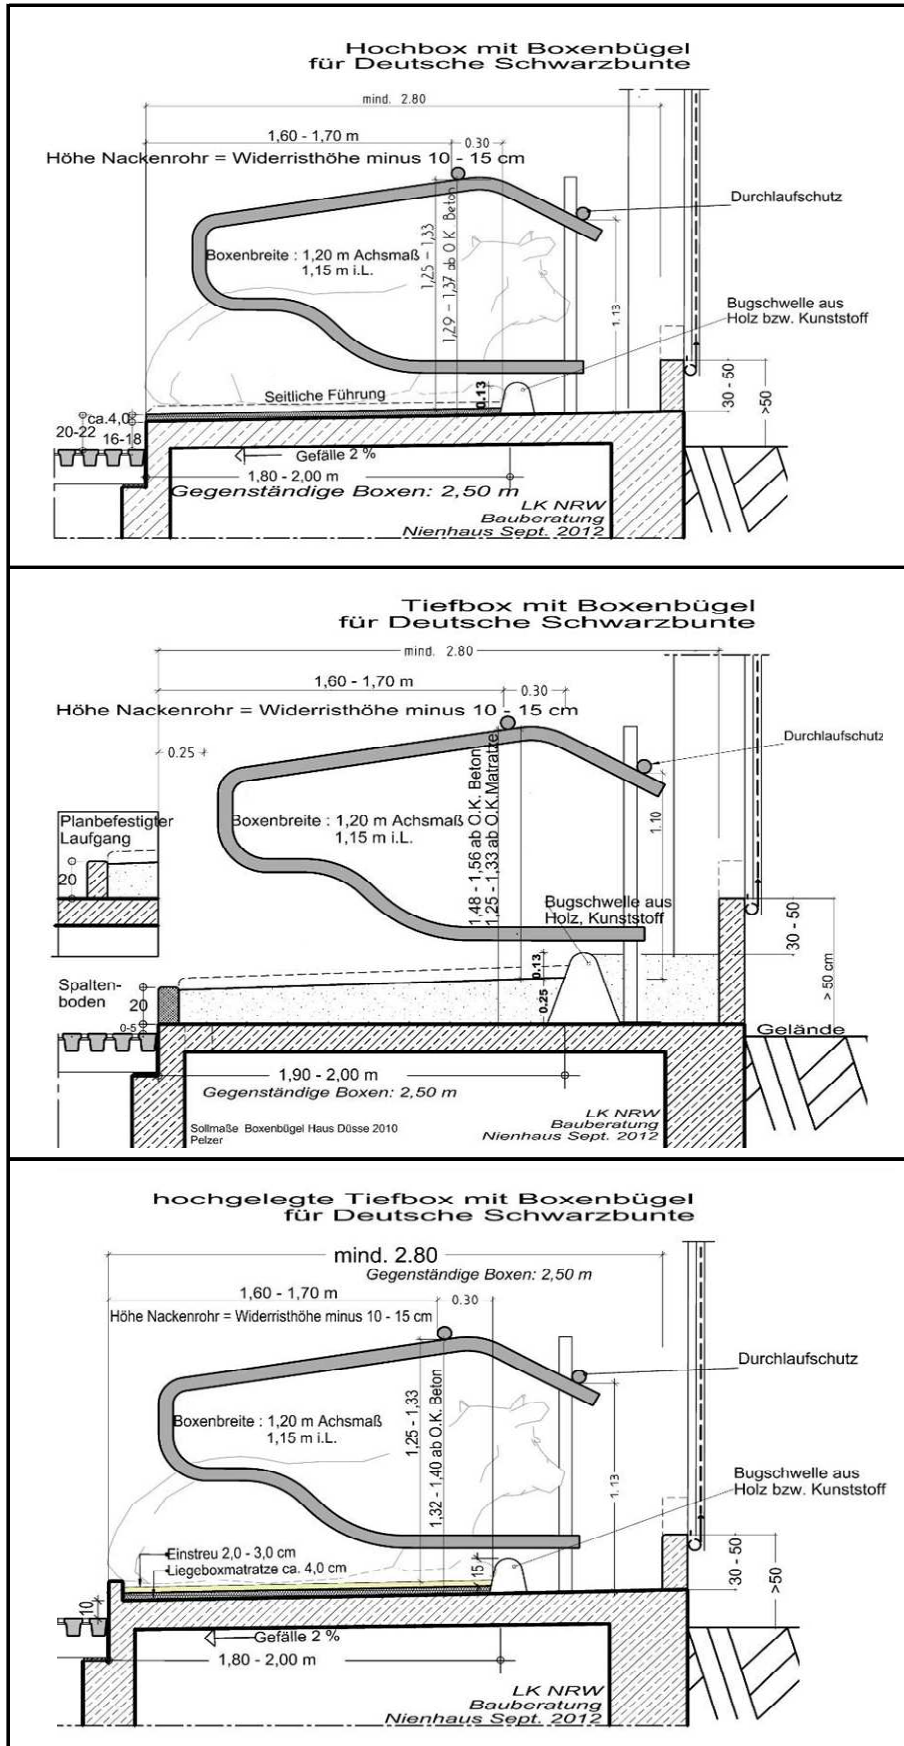 Hochbox mit Boxenbügel
für Deutsche Schwarzbunte
mind. 2.80
1,60 - 1,70 m
0.30
Höhe Nackenrohr = Widerristhöhe minus 10 - 15 cm
Durchlaufschutz
Boxenbreite : 1,20 m Achsmaß
1,15 m i.L.
1,25 - 1,33
1,29 - 1,37 ab O.K. Beton
1.13
Bugschwelle aus
Holz bzw. Kunststoff
Seitliche Führung
0.13
30 - 50
>50
ca.4,0
20-22
16-18
Gefälle 2 %
1,80 - 2,00 m
Gegenständige Boxen: 2,50 m
LK NRW
Bauberatung
Nienhaus Sept. 2012
Tiefbox mit Boxenbügel
für Deutsche Schwarzbunte
mind. 2.80
1,60 - 1,70 m
0.30
Höhe Nackenrohr = Widerristhöhe minus 10 - 15 cm
Durchlaufschutz
0.25
Planbefestigter
Laufgang
20
Boxenbreite : 1,20 m Achsmaß
1,15 m i.L.
1,48 - 1,56 ab O.K. Beton
1,25 - 1,33 ab O.K.Matratze
1.10
Bugschwelle aus
Holz, Kunststoff
30 - 50
> 50 cm
0.13
0.25
Spalten-
boden
20
0-5
Gelände
1,90 - 2,00 m
Gegenständige Boxen: 2,50 m
Sollmaße Boxenbügel Haus Düsse 2010
Pelzer
LK NRW
Bauberatung
Nienhaus Sept. 2012
hochgelegte Tiefbox mit Boxenbügel
für Deutsche Schwarzbunte
mind. 2.80
Gegenständige Boxen: 2,50 m
1,60 - 1,70 m
0.30
Höhe Nackenrohr = Widerristhöhe minus 10 - 15 cm
Durchlaufschutz
Boxenbreite : 1,20 m Achsmaß
1,15 m i.L.
1,25 - 1,33
1,32 - 1,40 ab O.K. Beton
1.13
Bugschwelle aus
Holz bzw. Kunststoff
Einstreu 2,0 - 3,0 cm
Liegeboxmatratze ca. 4,0 cm
15
30 - 50
>50
10
Gefälle 2 %
1,80 - 2,00 m
LK NRW
Bauberatung
Nienhaus Sept. 2012